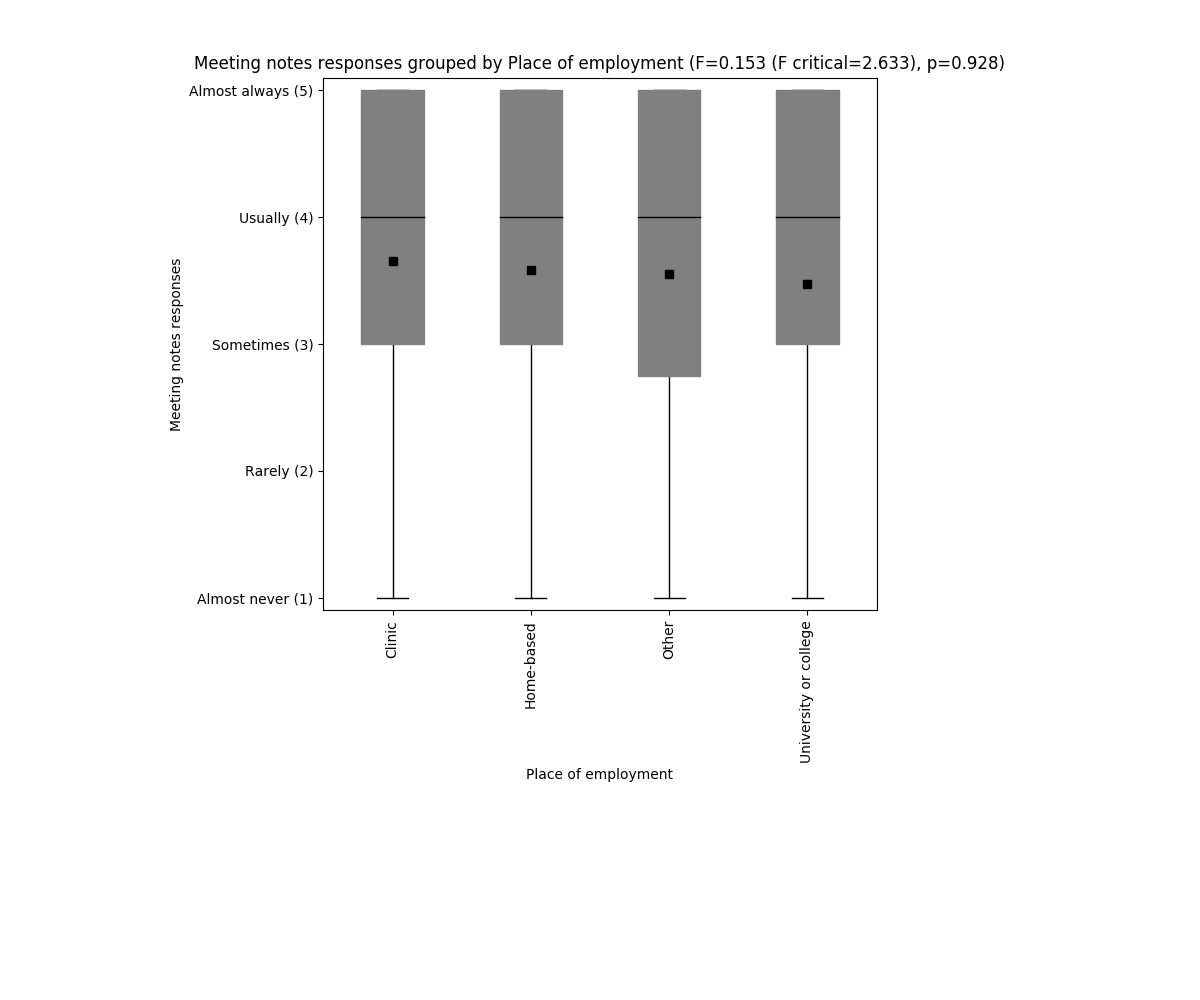 Meeting notes responses grouped by Place of employment (F=0.153 (F critical=2.633), p=0.928)
Almost always (5)
Usually (4)
Sometimes (3)
Rarely (2)
Almost never (1)
Meeting notes responses
Clinic
Home-based
Other
University or college
Place of employment